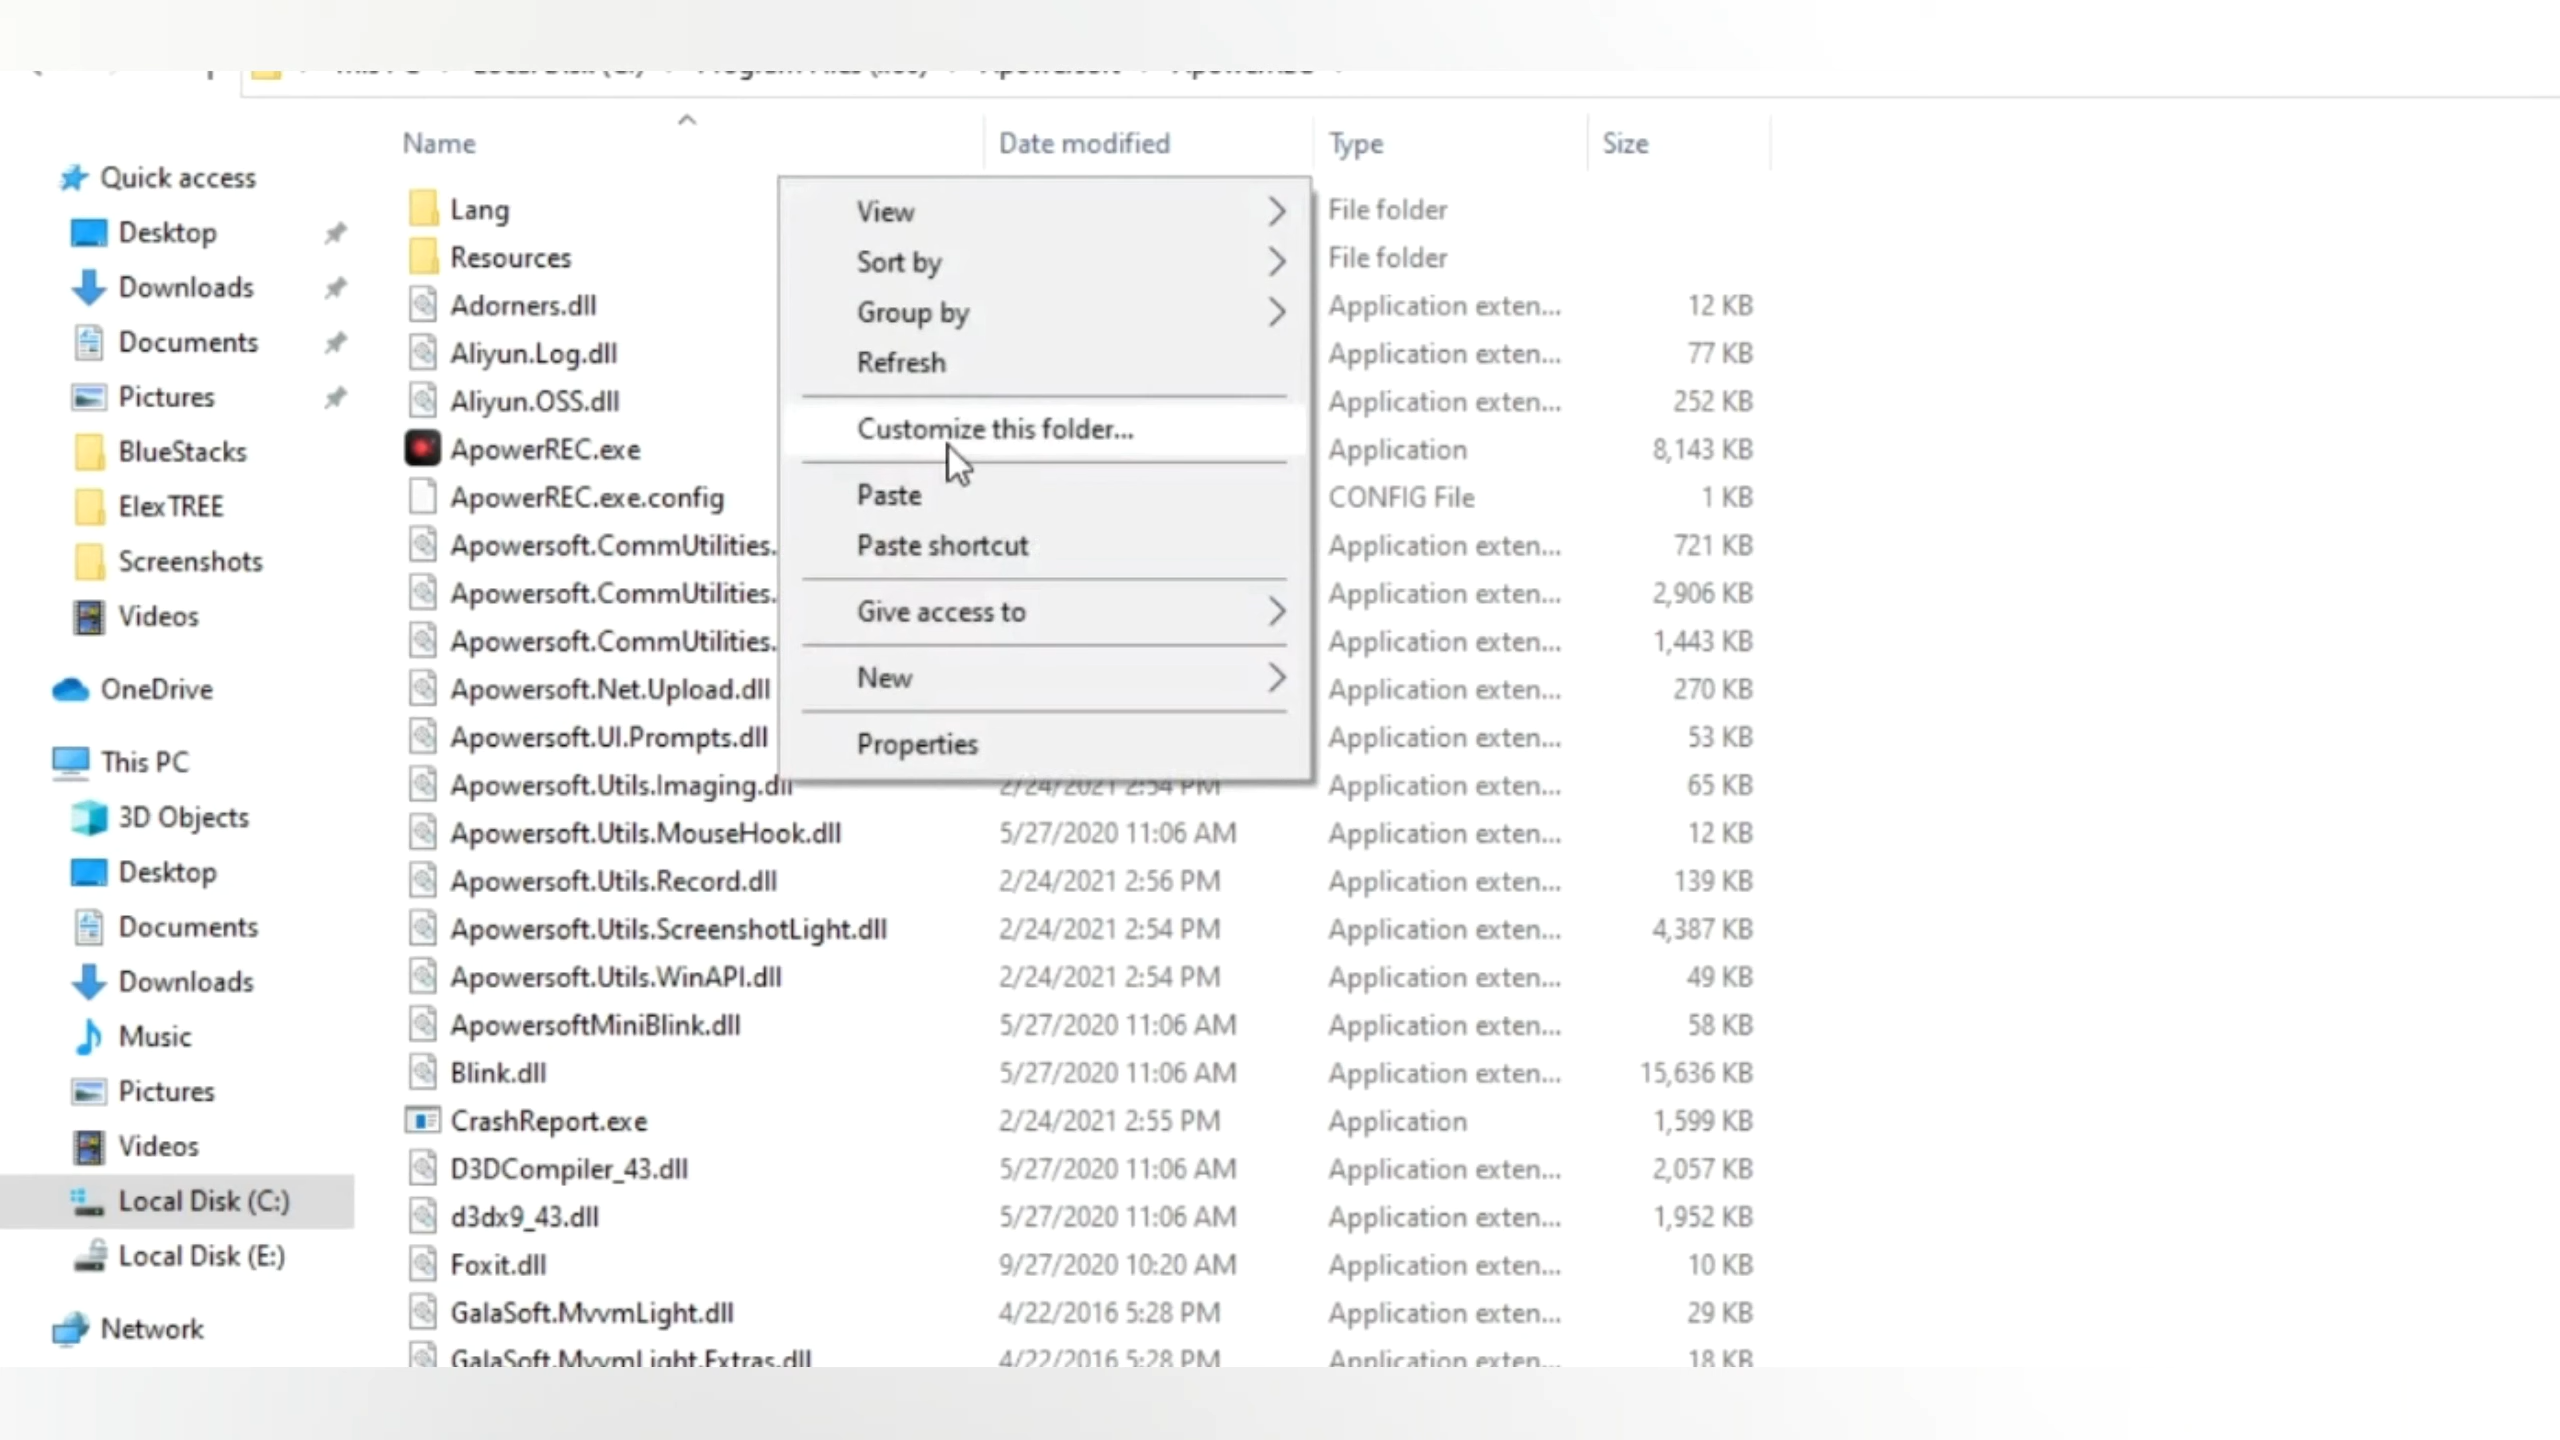 Name Date modified Type Size
Quick access
Desktop
Downloads
Documents
Pictures
BlueStacks
ElexTREE
Screenshots
Videos
OneDrive
This PC
3D Objects
Desktop
Documents
Downloads
Music
Pictures
Videos
Local Disk (C:)
Local Disk (E:)
Network
Lang File folder
Resources File folder
Adorners.dll Application exten... 12 KB
Aliyun.Log.dll Application exten... 77 KB
Aliyun.OSS.dll Application exten... 252 KB
ApowerREC.exe Application 8,143 KB
ApowerREC.exe.config CONFIG File 1 KB
Apowersoft.CommUtilities. Application exten... 721 KB
Apowersoft.CommUtilities. Application exten... 2,906 KB
Apowersoft.CommUtilities. Application exten... 1,443 KB
Apowersoft.Net.Upload.dll Application exten... 270 KB
Apowersoft.UI.Prompts.dll Application exten... 53 KB
Apowersoft.Utils.Imaging.dll 2/24/2021 2:54 PM Application exten... 65 KB
Apowersoft.Utils.MouseHook.dll 5/27/2020 11:06 AM Application exten... 12 KB
Apowersoft.Utils.Record.dll 2/24/2021 2:56 PM Application exten... 139 KB
Apowersoft.Utils.ScreenshotLight.dll 2/24/2021 2:54 PM Application exten... 4,387 KB
Apowersoft.Utils.WinAPI.dll 2/24/2021 2:54 PM Application exten... 49 KB
ApowersoftMiniBlink.dll 5/27/2020 11:06 AM Application exten... 58 KB
Blink.dll 5/27/2020 11:06 AM Application exten... 15,636 KB
CrashReport.exe 2/24/2021 2:55 PM Application 1,599 KB
D3DCompiler_43.dll 5/27/2020 11:06 AM Application exten... 2,057 KB
d3dx9_43.dll 5/27/2020 11:06 AM Application exten... 1,952 KB
Foxit.dll 9/27/2020 10:20 AM Application exten... 10 KB
GalaSoft.MvvmLight.dll 4/22/2016 5:28 PM Application exten... 29 KB
GalaSoft.MvvmLight.Extras.dll 4/22/2016 5:28 PM Application exten... 18 KB
View
Sort by
Group by
Refresh
Customize this folder...
Paste
Paste shortcut
Give access to
New
Properties